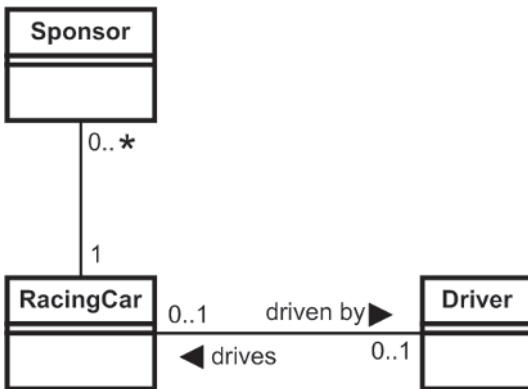 Sponsor
0..*
1
RacingCar
0..1
driven by ▶
Driver
◀ drives
0..1